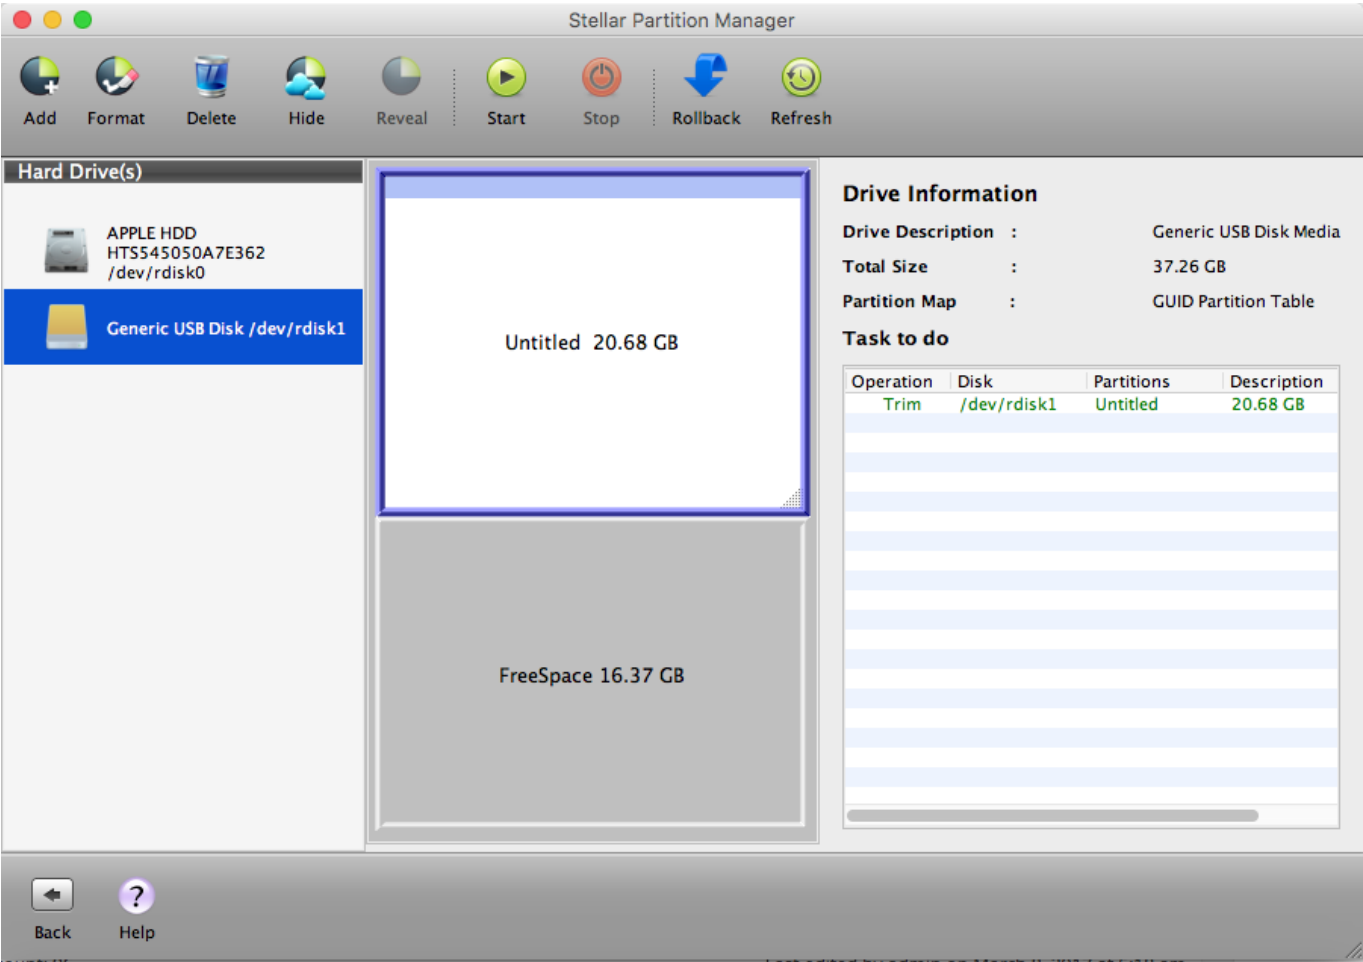 Stellar Partition Manager
Add Format Delete Hide Reveal Start Stop Rollback Refresh
Hard Drive(s)
APPLE HDD
HTS545050A7E362
/dev/rdisk0
Generic USB Disk /dev/rdisk1
Untitled 20.68 GB
FreeSpace 16.37 GB
Drive Information
Drive Description : Generic USB Disk Media
Total Size : 37.26 GB
Partition Map : GUID Partition Table
Task to do
Operation Disk Partitions Description
Trim /dev/rdisk1 Untitled 20.68 GB
Back Help